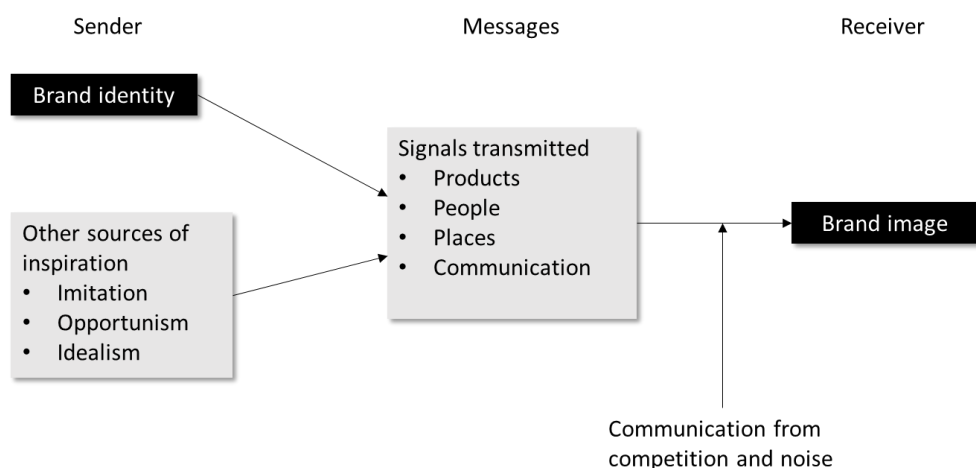 Sender
Messages
Receiver
Brand identity
Signals transmitted
• Products
• People
• Places
• Communication
Other sources of
inspiration
• Imitation
• Opportunism
• Idealism
Brand image
Communication from
competition and noise